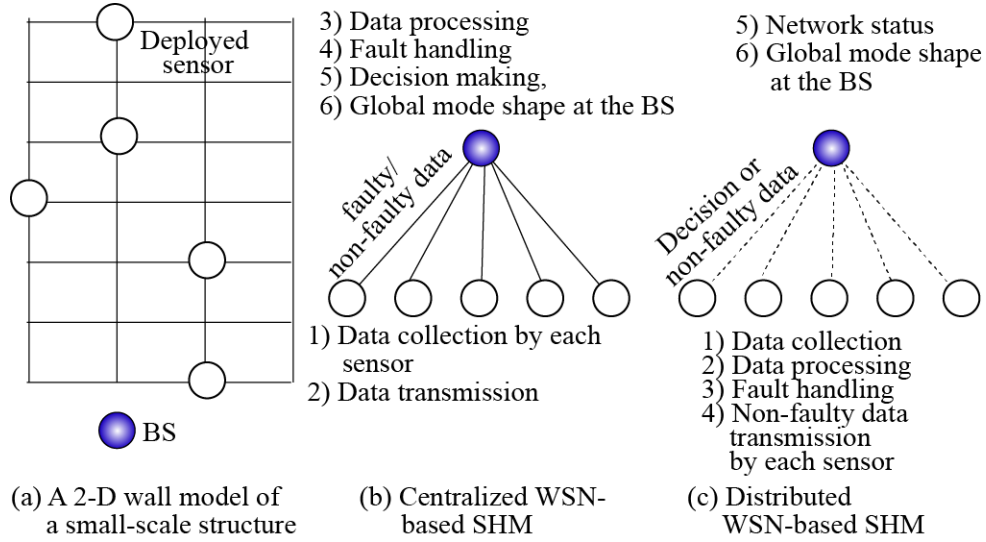 Deployed
sensor
BS
(a) A 2-D wall model of
a small-scale structure
3) Data processing
4) Fault handling
5) Decision making,
6) Global mode shape at the BS
faulty/
non-faulty data
1) Data collection by each
sensor
2) Data transmission
(b) Centralized WSN-
based SHM
5) Network status
6) Global mode shape
at the BS
Decision or
non-faulty data
1) Data collection
2) Data processing
3) Fault handling
4) Non-faulty data
transmission
by each sensor
(c) Distributed
WSN-based SHM